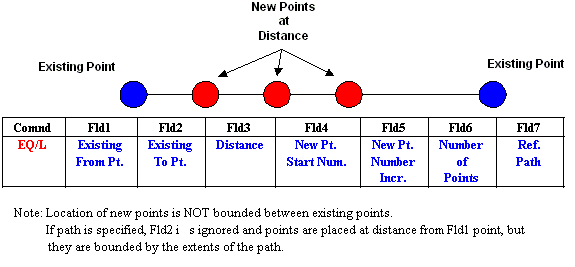 New Points
at
Distance
Existing Point
Existing Point
Comnd Fld1 Fld2 Fld3 Fld4 Fld5 Fld6 Fld7
EQ/L Existing Existing Distance New Pt. New Pt. Number Ref.
From Pt. To Pt. Start Num. Number of Path
Incr. Points
Note: Location of new points is NOT bounded between existing points.
If path is specified, Fld2 i s ignored and points are placed at distance from Fld1 point, but
they are bounded by the extents of the path.